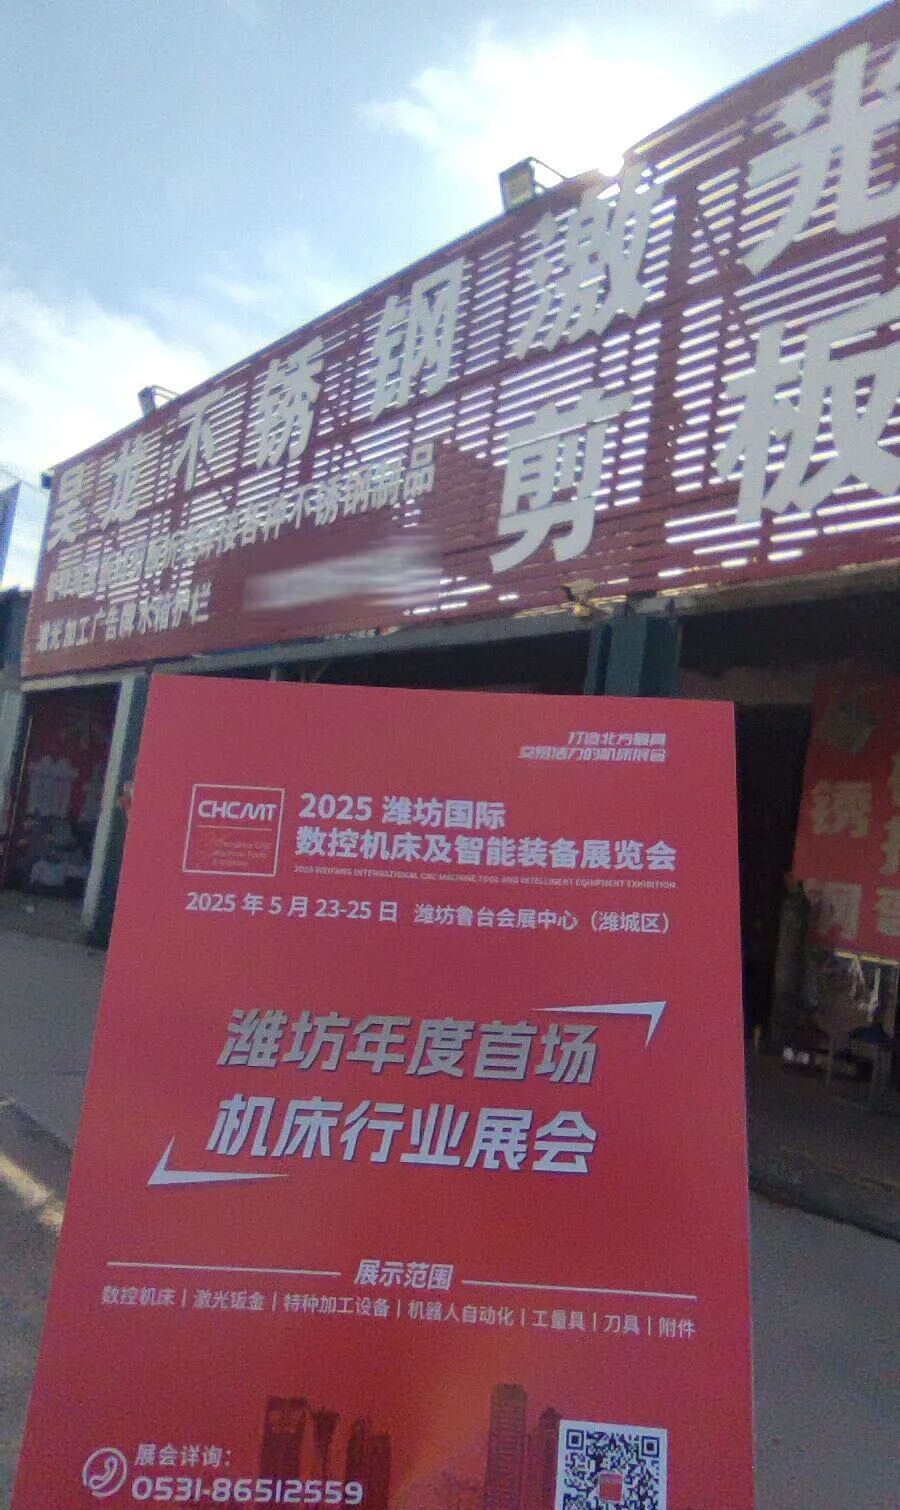 昊龙不锈钢激光
剪板
接各种不锈钢制品
激光加工广告牌水箱护栏
打造北方最具
交易活力的机床展会
CHCMT
2025 潍坊国际
数控机床及智能装备展览会
2025 WEIFANG INTERNATIONAL CNC MACHINE TOOL AND INTELLIGENT EQUIPMENT EXHIBITION
2025 年 5 月 23-25 日 潍坊鲁台会展中心（潍城区）
潍坊年度首场
机床行业展会
展示范围
数控机床 | 激光钣金 | 特种加工设备 | 机器人自动化 | 工量具 | 刀具 | 附件
展会详询：
0531-86512559
锈
钢